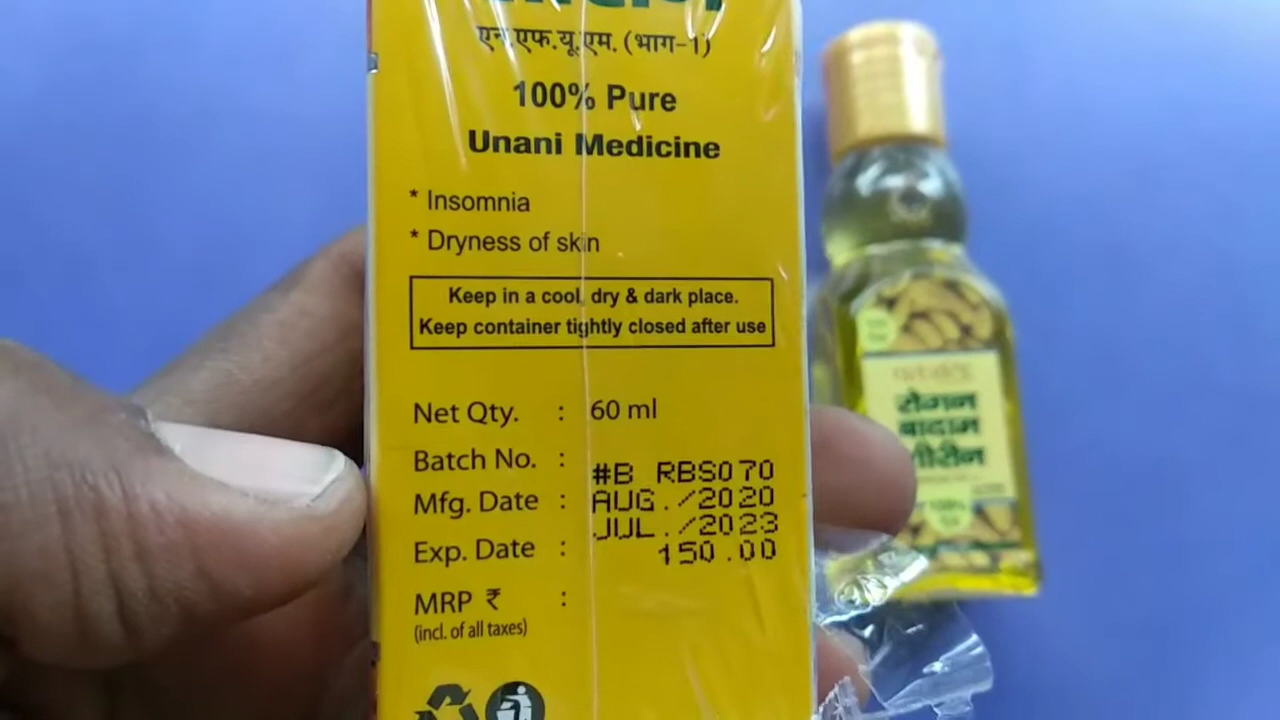 एन.एफ.यू.एम. (भाग-1)
100% Pure
Unani Medicine
* Insomnia
* Dryness of skin
Keep in a cool, dry & dark place.
Keep container tightly closed after use
Net Qty. : 60 ml
Batch No. : #B RBS070
Mfg. Date : AUG./2020
Exp. Date : JUL./2023
MRP ₹ : 150.00
(incl. of all taxes)
रोगन
बादाम
शीरीन